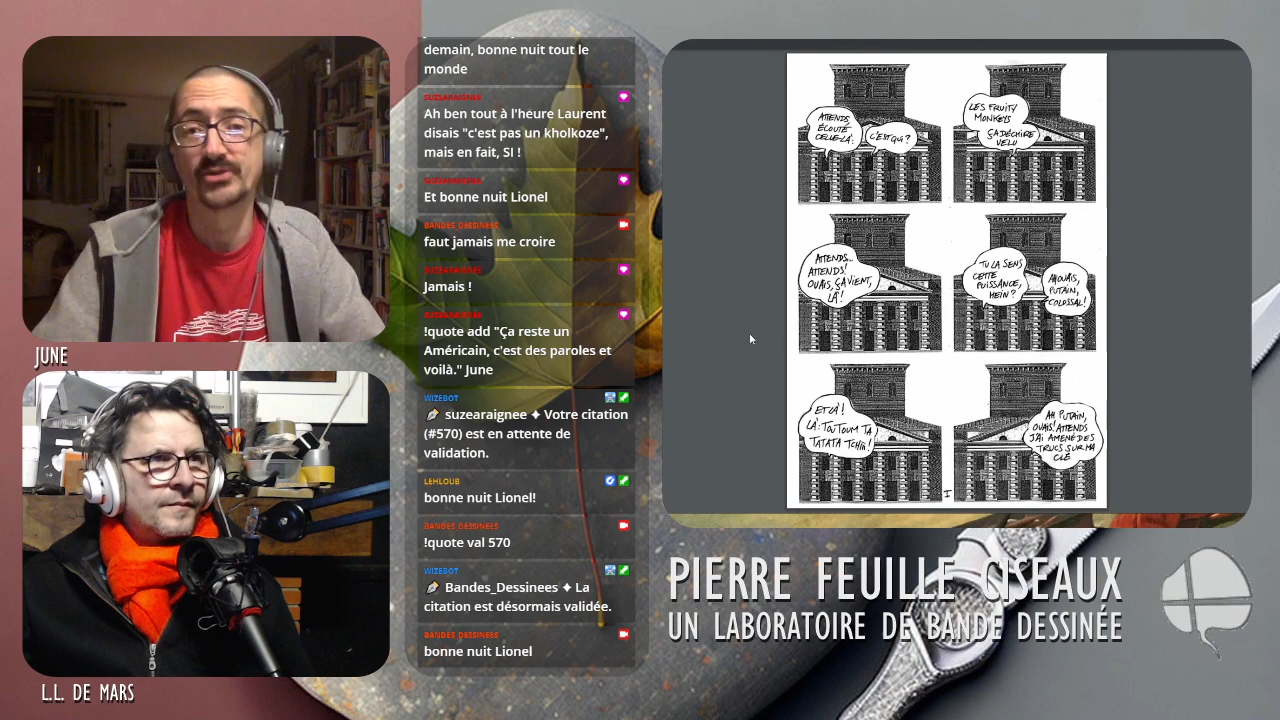 JUNE
L.L. DE MARS
demain, bonne nuit tout le
monde
SUZEARAIGNEE
Ah ben tout à l'heure Laurent
disais "c'est pas un kholkoze",
mais en fait, SI !
SUZEARAIGNEE
Et bonne nuit Lionel
BANDES_DESSINEES
faut jamais me croire
SUZEARAIGNEE
Jamais !
SUZEARAIGNEE
!quote add "Ça reste un
Américain, c'est des paroles et
voilà." June
WIZEBOT
suzearaignee ✦ Votre citation
(#570) est en attente de
validation.
LEHLOUB
bonne nuit Lionel!
BANDES_DESSINEES
!quote val 570
WIZEBOT
Bandes_Dessinees ✦ La
citation est désormais validée.
BANDES_DESSINEES
bonne nuit Lionel
ATTENDS
ÉCOUTE
CELLE-LÀ.
C'EST QUI ?
LES FRUITY
MONKEYS
ÇA DÉCHIRE
VELU
ATTENDS...
ATTENDS!
OUAIS, ÇA VIENT,
LÀ !
TU LA SENS
CETTE
PUISSANCE,
HEIN ?
AH OUAIS,
PUTAIN,
COLOSSAL!
ET LÀ !
LÀ : TOUTOUM TA
TATATA TCHIII !
AH PUTAIN,
OUAIS! ATTENDS
J'AI AMENÉ DES
TRUCS SUR MA
CLÉ
I
PIERRE FEUILLE CISEAUX
UN LABORATOIRE DE BANDE DESSINÉE